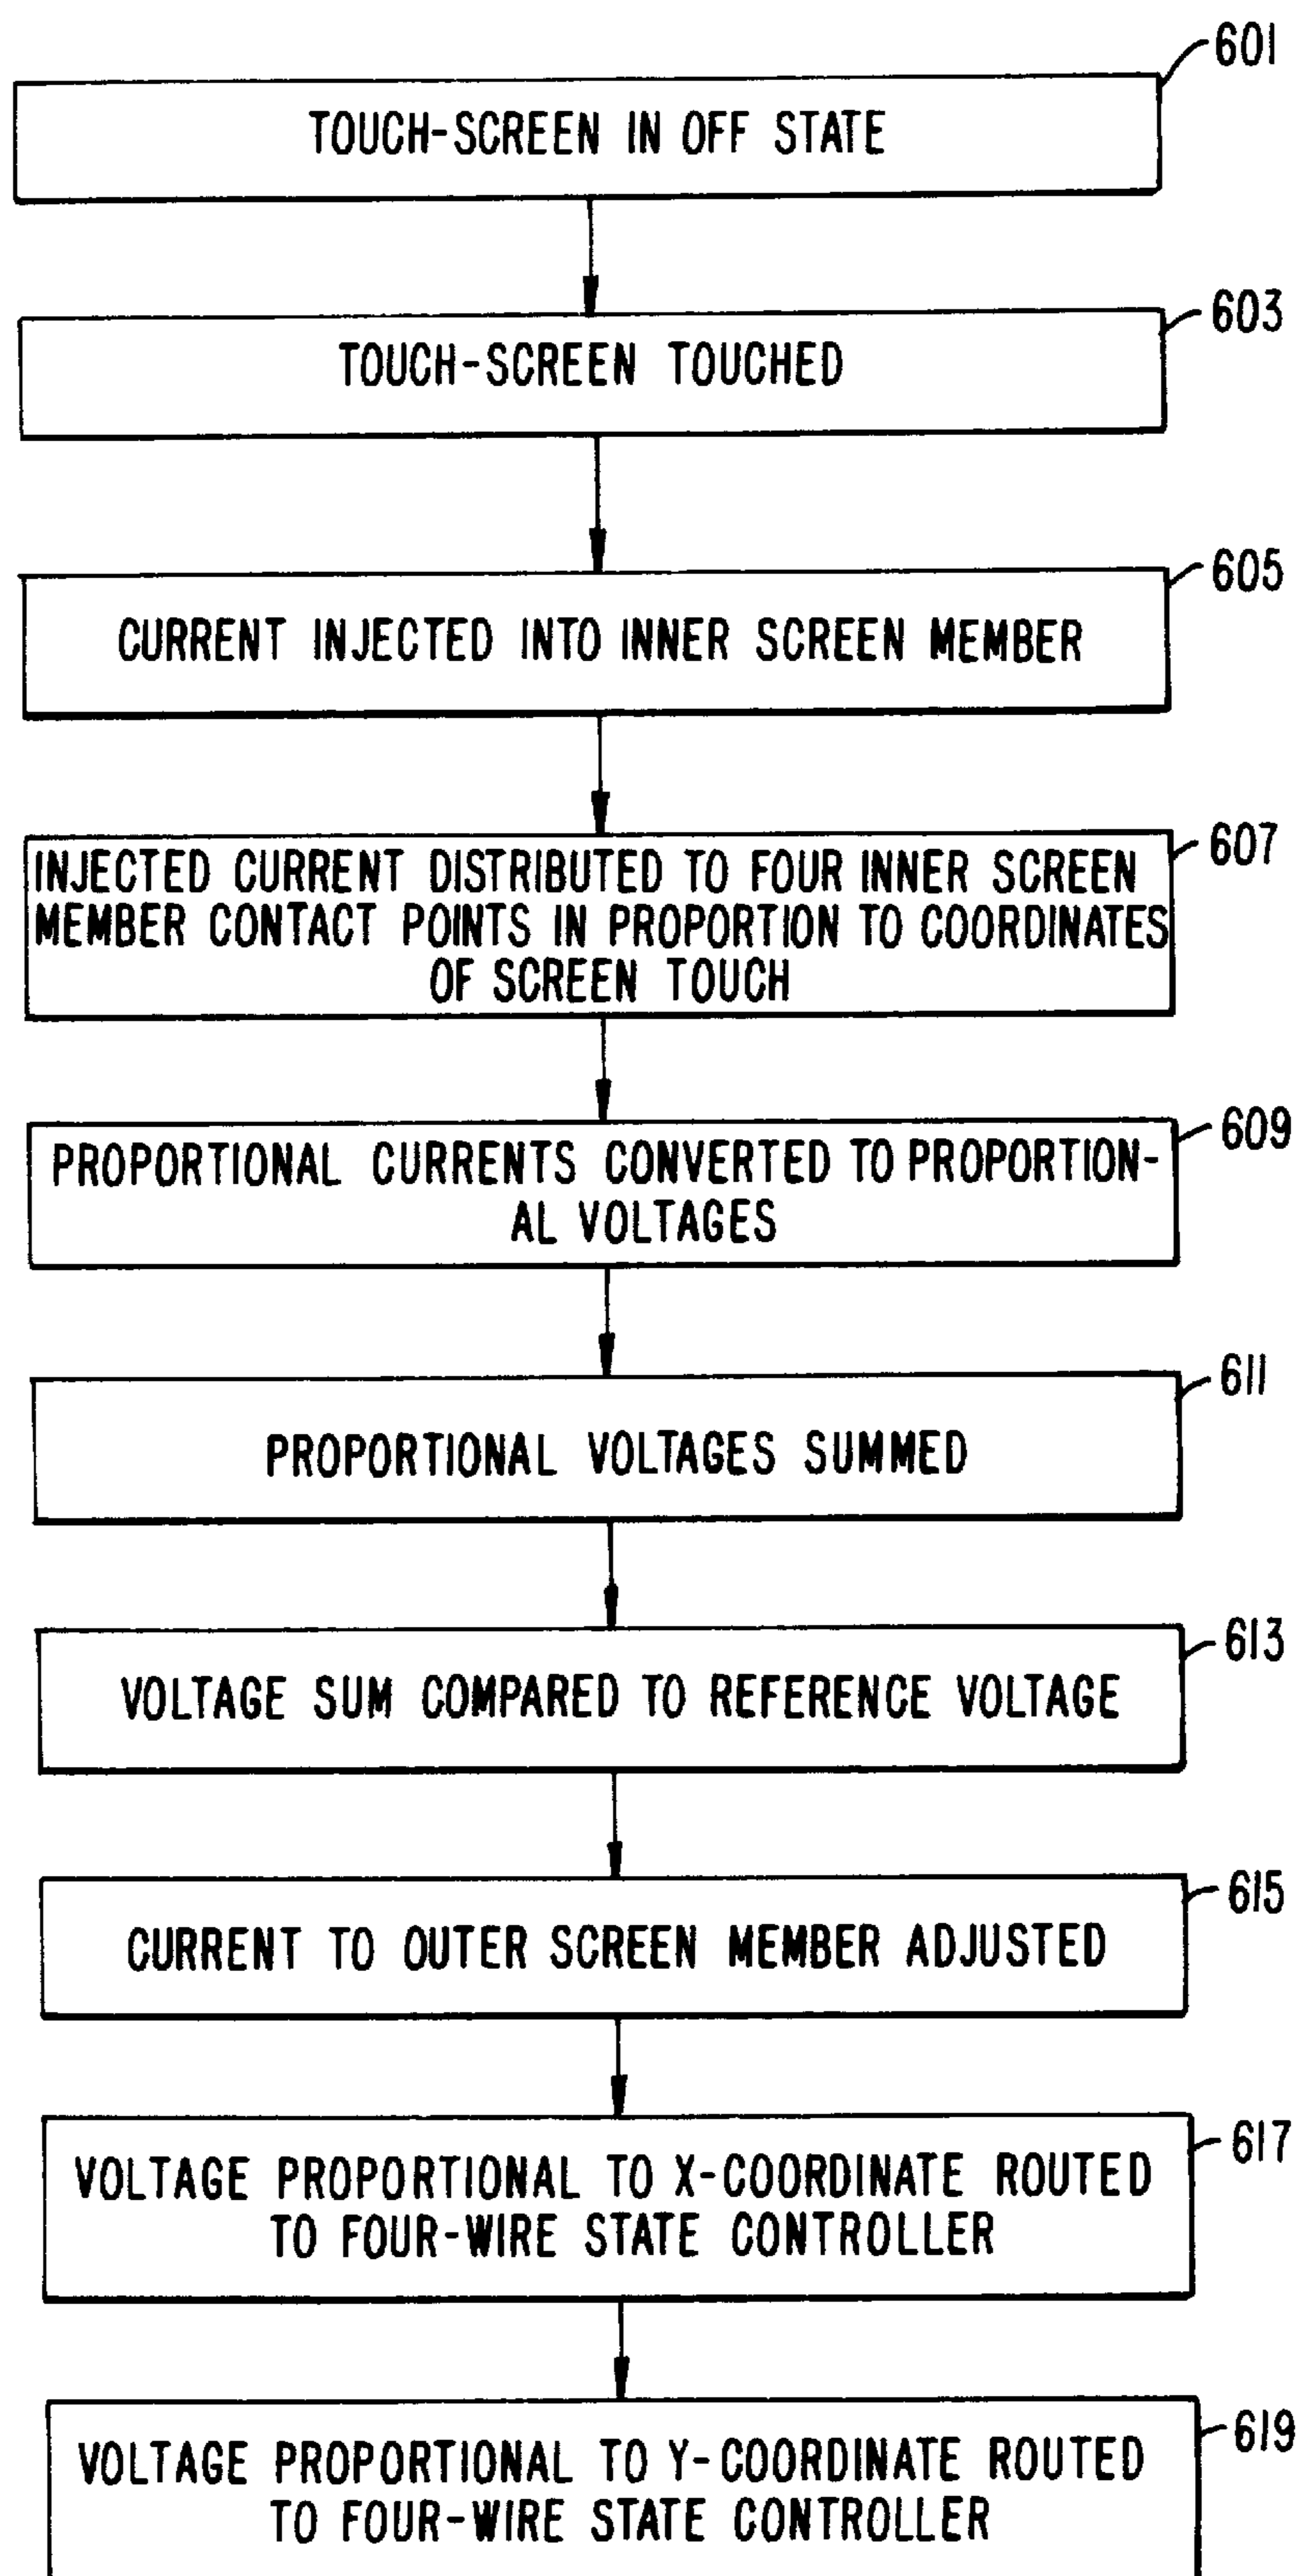 601
TOUCH-SCREEN IN OFF STATE
603
TOUCH-SCREEN TOUCHED
605
CURRENT INJECTED INTO INNER SCREEN MEMBER
607
INJECTED CURRENT DISTRIBUTED TO FOUR INNER SCREEN
MEMBER CONTACT POINTS IN PROPORTION TO COORDINATES
OF SCREEN TOUCH
609
PROPORTIONAL CURRENTS CONVERTED TO PROPORTION-
AL VOLTAGES
611
PROPORTIONAL VOLTAGES SUMMED
613
VOLTAGE SUM COMPARED TO REFERENCE VOLTAGE
615
CURRENT TO OUTER SCREEN MEMBER ADJUSTED
617
VOLTAGE PROPORTIONAL TO X-COORDINATE ROUTED
TO FOUR-WIRE STATE CONTROLLER
619
VOLTAGE PROPORTIONAL TO Y-COORDINATE ROUTED
TO FOUR-WIRE STATE CONTROLLER